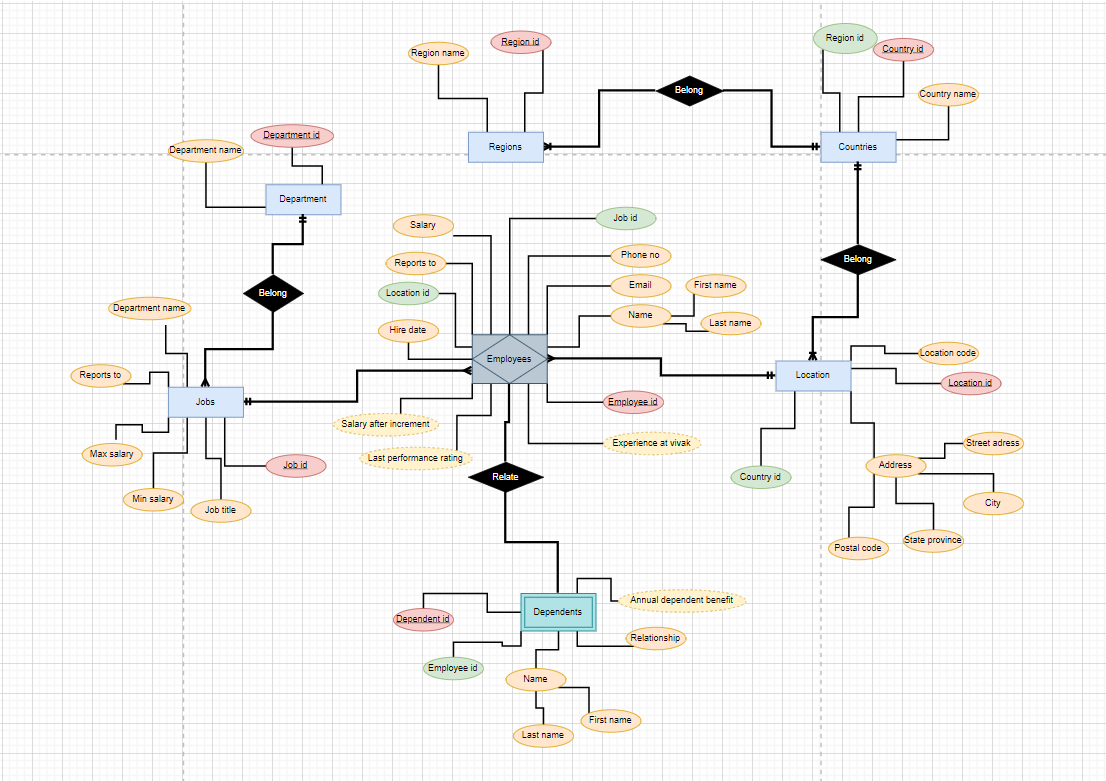 Region id
Region id
Country id
Region name
Belong
Country name
Department id
Department name
Regions
Countries
Department
Salary
Job id
Reports to
Phone no
Belong
Location id
Email
First name
Belong
Department name
Name
Last name
Hire date
Employees
Location code
Reports to
Location
Location id
Jobs
Employee id
Salary after increment
Experience at vivak
Street adress
Max salary
Last performance rating
Job id
Address
Relate
Country id
Min salary
City
Job title
State province
Postal code
Annual dependent benefit
Dependents
Dependent id
Relationship
Employee id
Name
First name
Last name